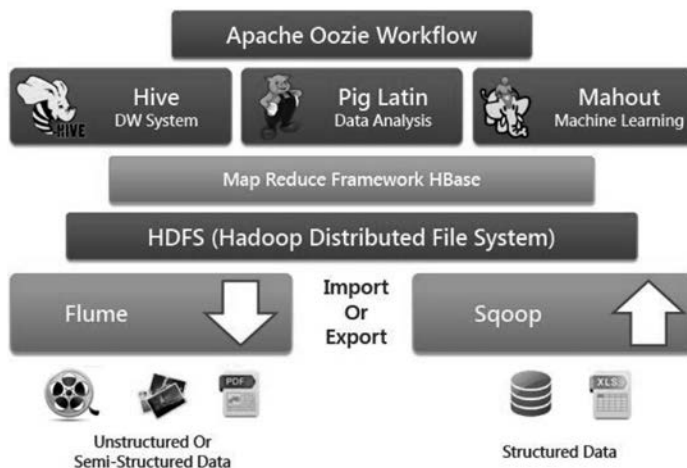 Apache Oozie Workflow
Hive
DW System
HIVE
Pig Latin
Data Analysis
Mahout
Machine Learning
Map Reduce Framework HBase
HDFS (Hadoop Distributed File System)
Flume
Import
Or
Export
Sqoop
PDF
XLS
Unstructured Or
Semi-Structured Data
Structured Data